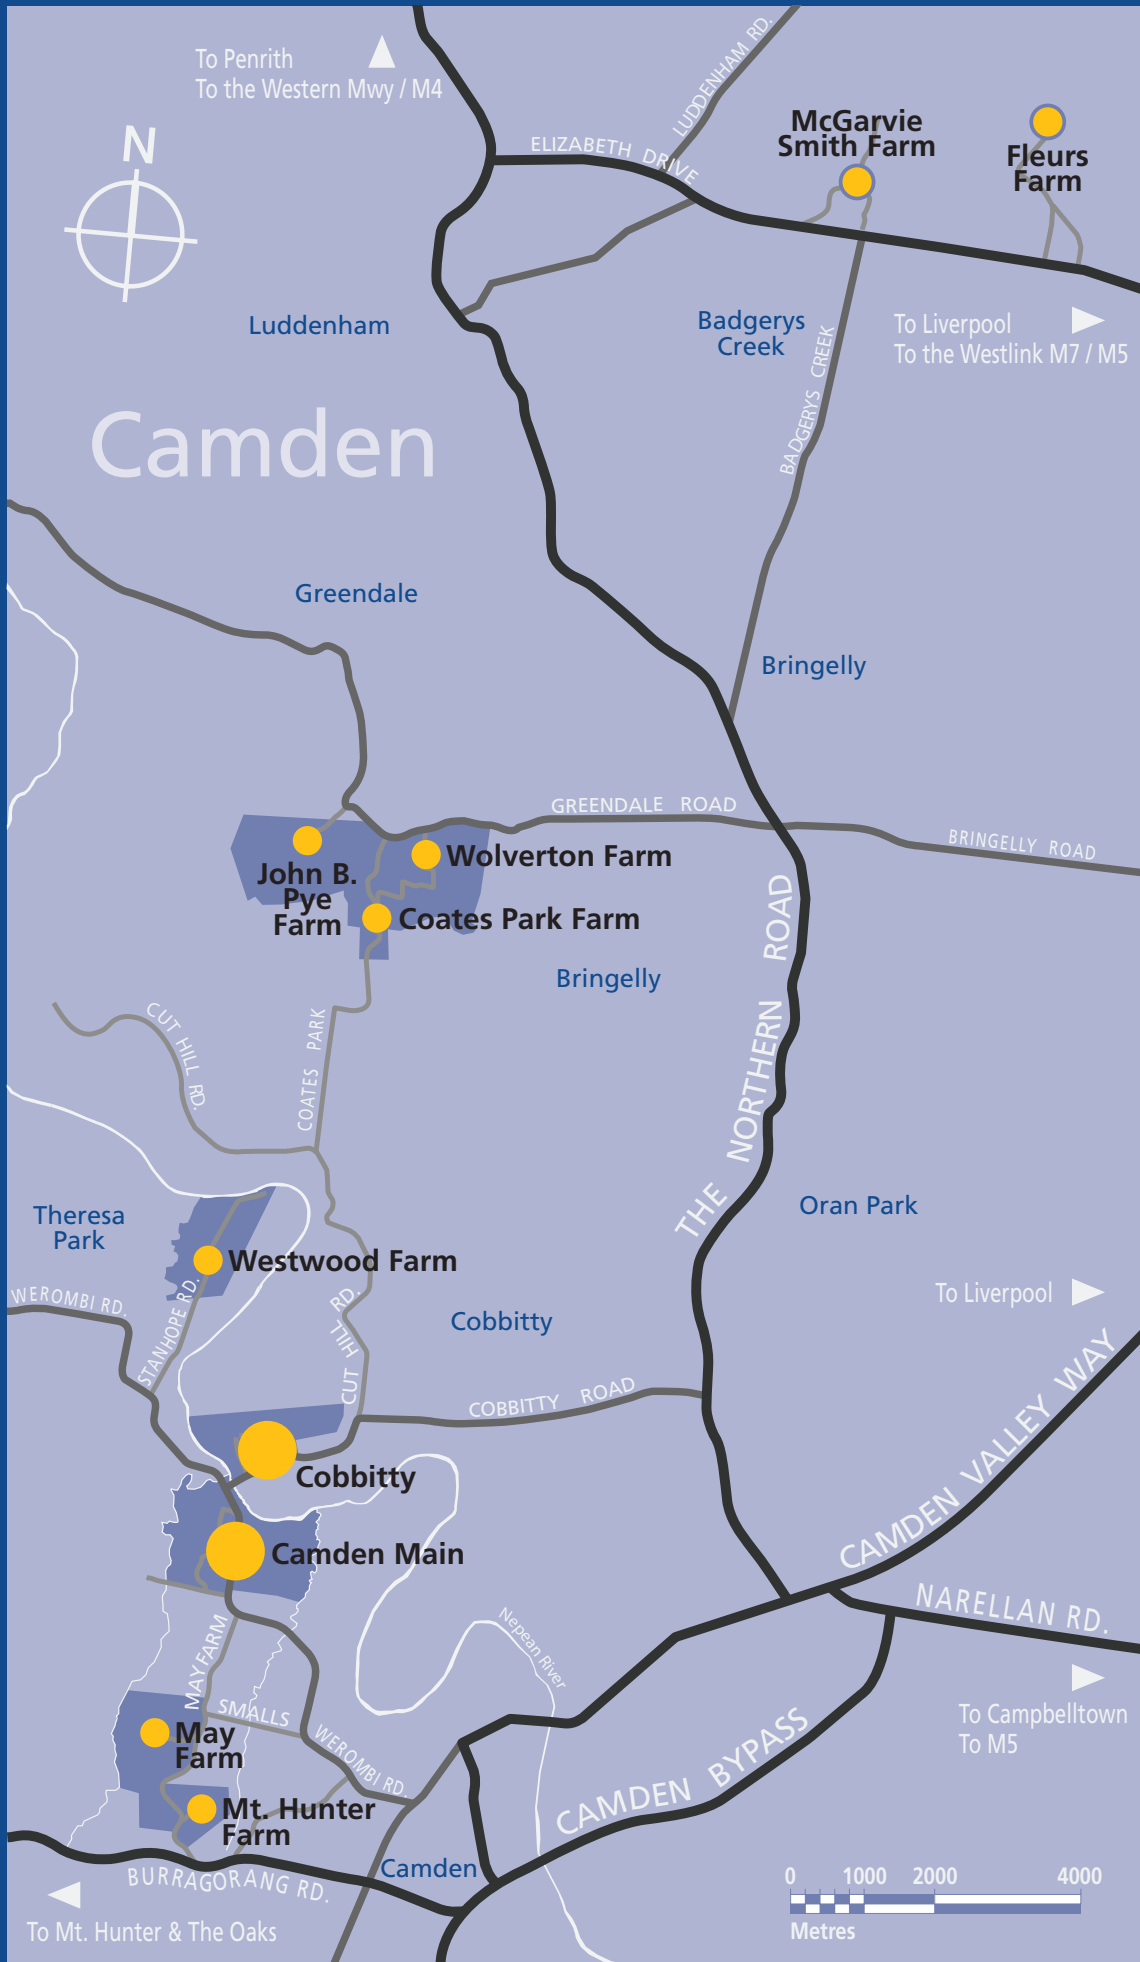 To Penrith
To the Western Mwy / M4
LUDDENHAM RD.
N
ELIZABETH DRIVE
McGarvie
Smith Farm
Fleurs
Farm
Luddenham
Badgerys
Creek
To Liverpool
To the Westlink M7 / M5
BADGERYS CREEK
Camden
Greendale
Bringelly
GREENDALE ROAD
BRINGELLY ROAD
John B.
Pye
Farm
Wolverton Farm
Coates Park Farm
Bringelly
THE NORTHERN ROAD
CUT HILL RD.
COATES PARK
Theresa
Park
Oran Park
Westwood Farm
WEROMBI RD.
STANHOPE RD.
CUT HILL RD.
Cobbitty
To Liverpool
COBBITTY ROAD
CAMDEN VALLEY WAY
Cobbitty
Camden Main
NARELLAN RD.
Nepean River
MAY FARM
SMALLS
WEROMBI RD.
To Campbelltown
To M5
May
Farm
Mt. Hunter
Farm
CAMDEN BYPASS
Camden
BURRAGORANG RD.
To Mt. Hunter & The Oaks
0 1000 2000 4000
Metres